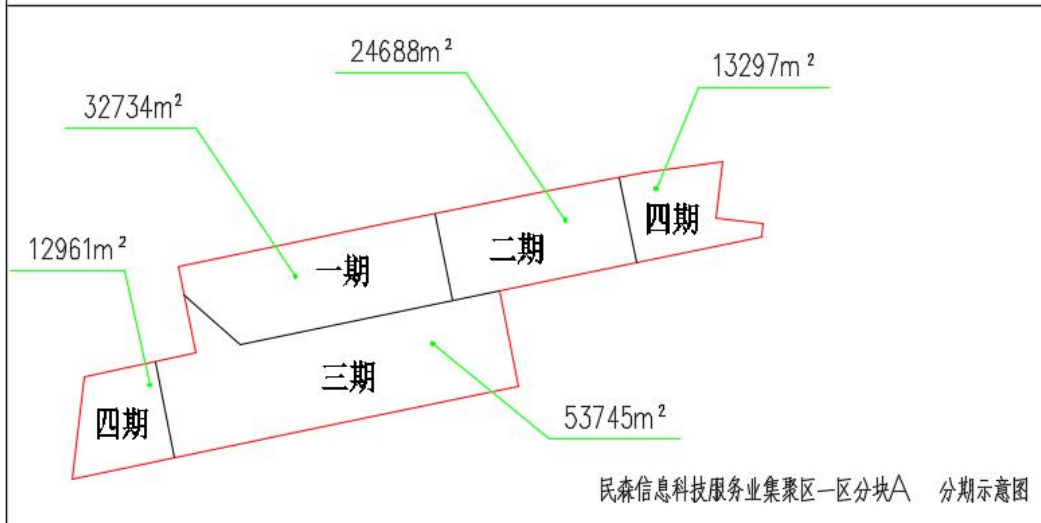 24688m²
13297m²
32734m²
四期
二期
12961m²
一期
三期
四期
53745m²
民森信息科技服务业集聚区一区分块A 分期示意图